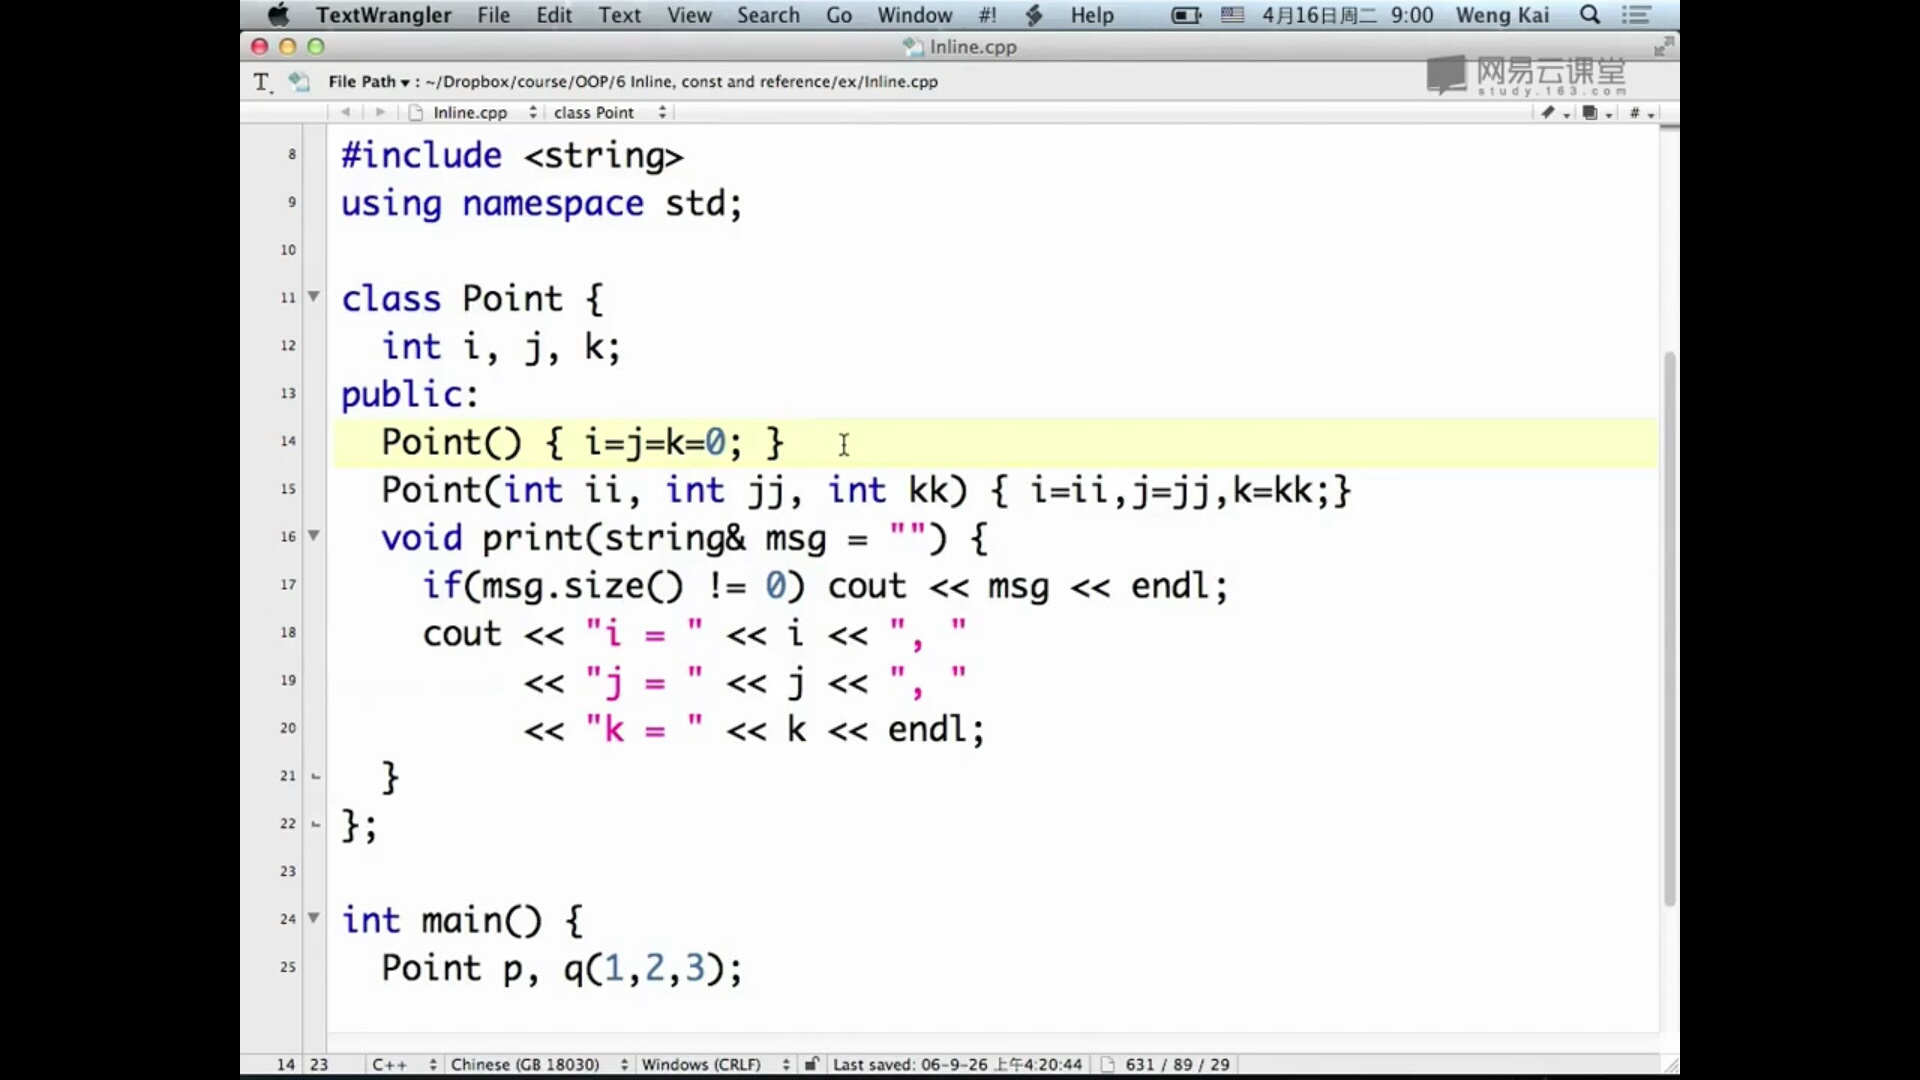 TextWrangler File Edit Text View Search Go Window #! Help 4月16日周二 9:00 Weng Kai
Inline.cpp
网易云课堂
study.163.com
File Path ▾ : ~/Dropbox/course/OOP/6 Inline, const and reference/ex/Inline.cpp
Inline.cpp class Point #
8 #include <string>
9 using namespace std;
10
11 class Point {
12 int i, j, k;
13 public:
14 Point() { i=j=k=0; }
15 Point(int ii, int jj, int kk) { i=ii,j=jj,k=kk;}
16 void print(string& msg = "") {
17 if(msg.size() != 0) cout << msg << endl;
18 cout << "i = " << i << ", "
19 << "j = " << j << ", "
20 << "k = " << k << endl;
21 }
22 };
23
24 int main() {
25 Point p, q(1,2,3);
14 23 C++ Chinese (GB 18030) Windows (CRLF) Last saved: 06-9-26 上午4:20:44 631 / 89 / 29